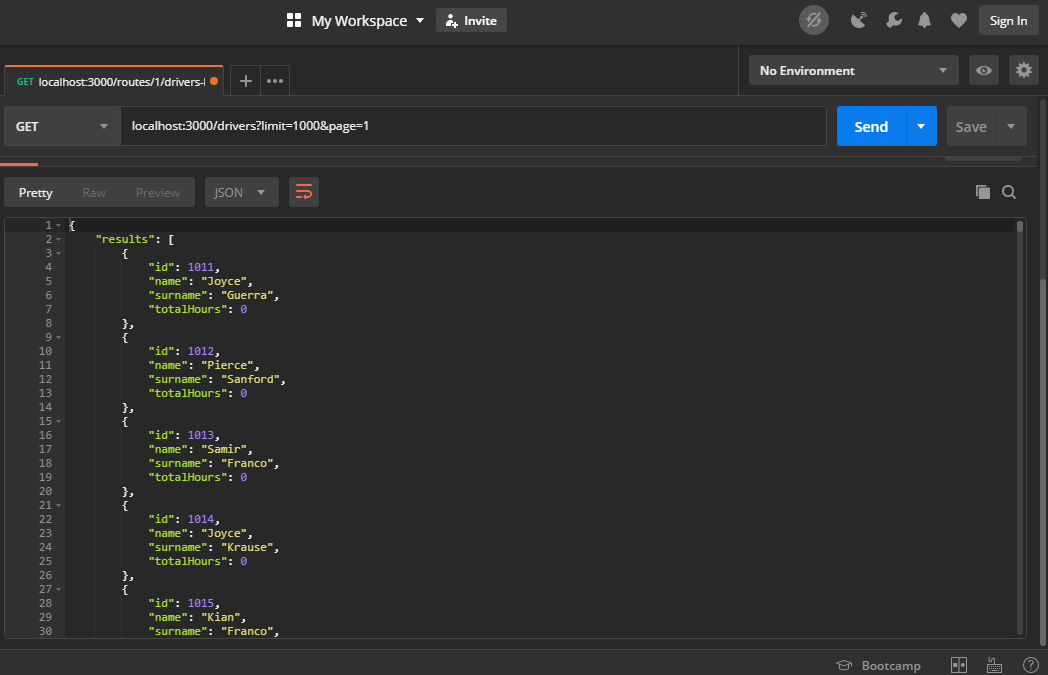 My Workspace Invite Sign In
GET localhost:3000/routes/1/drivers- No Environment
GET localhost:3000/drivers?limit=1000&page=1 Send Save
Pretty Raw Preview JSON
1 {
2 "results": [
3 {
4 "id": 1011,
5 "name": "Joyce",
6 "surname": "Guerra",
7 "totalHours": 0
8 },
9 {
10 "id": 1012,
11 "name": "Pierce",
12 "surname": "Sanford",
13 "totalHours": 0
14 },
15 {
16 "id": 1013,
17 "name": "Samir",
18 "surname": "Franco",
19 "totalHours": 0
20 },
21 {
22 "id": 1014,
23 "name": "Joyce",
24 "surname": "Krause",
25 "totalHours": 0
26 },
27 {
28 "id": 1015,
29 "name": "Kian",
30 "surname": "Franco",
Bootcamp